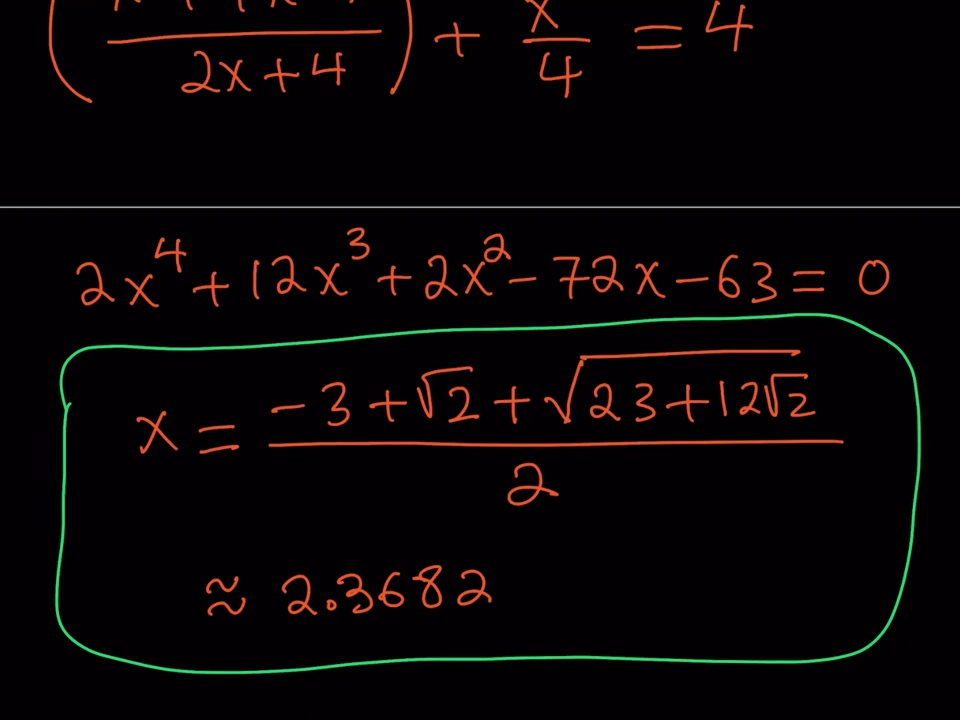 2x+4 + x/4 = 4
2x⁴+12x³+2x²-72x-63=0
x = (-3+√2+√(23+12√2))/2
≈ 2.3682